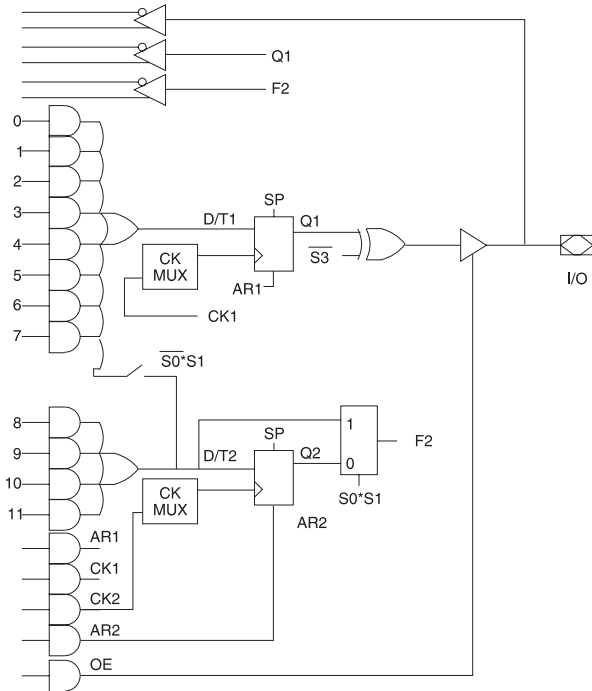 Q1
F2
0
1
2
3
4
5
6
7
D/T1
SP
Q1
S̅3̅
CK
MUX
AR1
CK1
I/O
S̅0̅*S1
8
9
10
11
D/T2
SP
Q2
1
0
F2
CK
MUX
S0*S1
AR2
AR1
CK1
CK2
AR2
OE